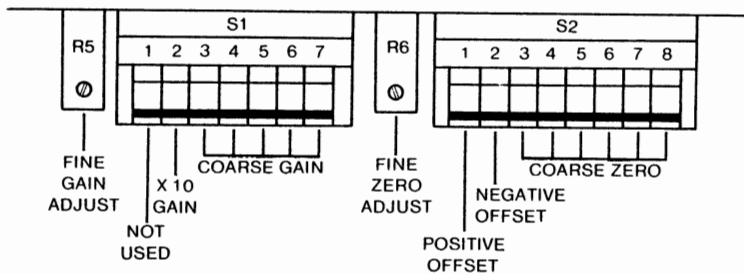 S1
S2
R5
1 2 3 4 5 6 7
R6
1 2 3 4 5 6 7 8
FINE
GAIN
ADJUST
NOT
USED
X 10
GAIN
COARSE GAIN
FINE
ZERO
ADJUST
POSITIVE
OFFSET
NEGATIVE
OFFSET
COARSE ZERO